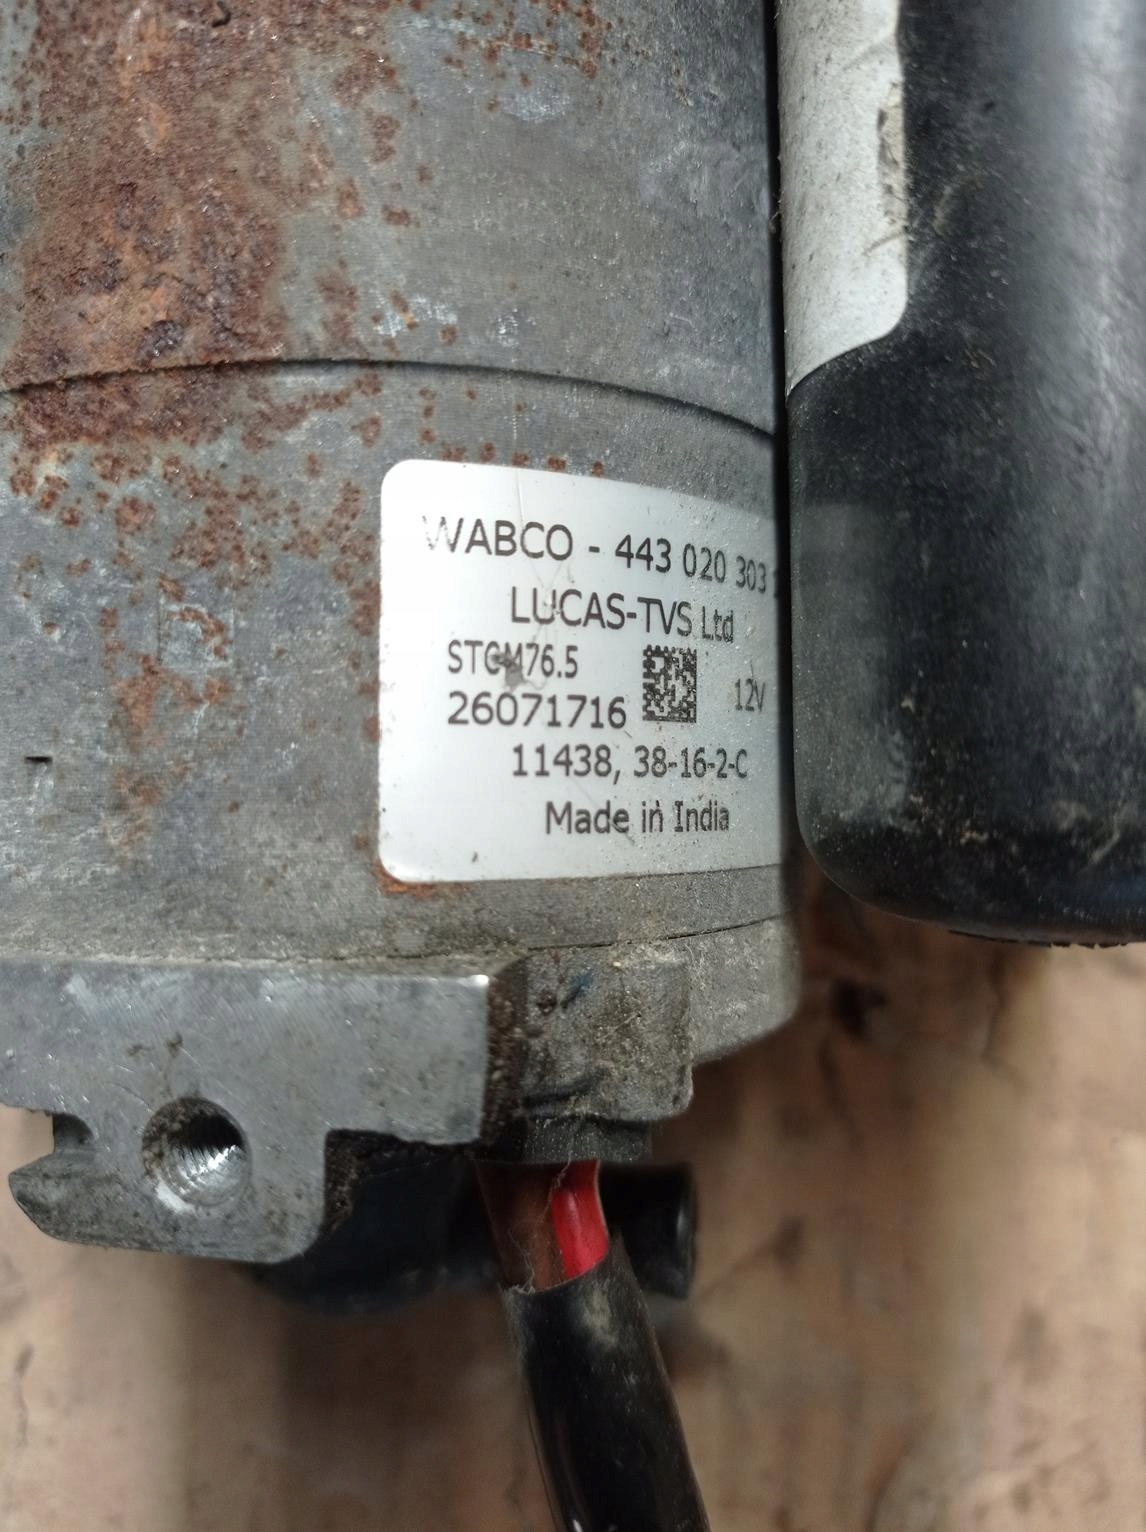 WABCO - 443 020 303
LUCAS-TVS Ltd
STGM76.5
26071716
12V
11438, 38-16-2-C
Made in India